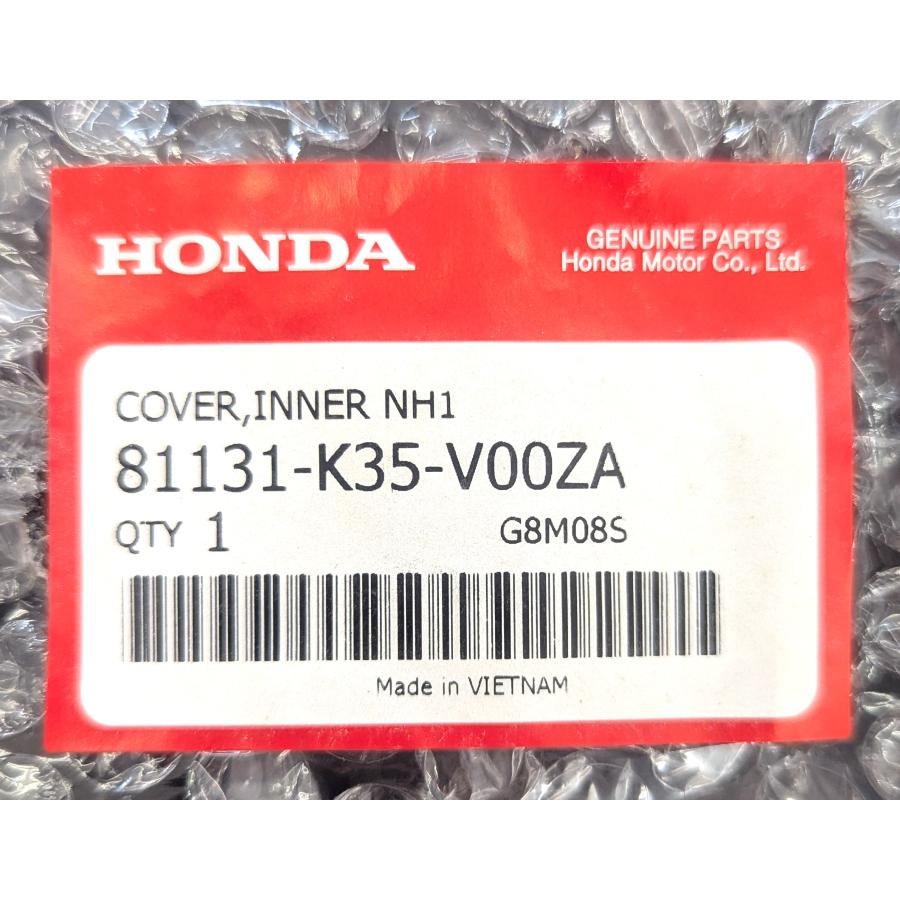 HONDA
GENUINE PARTS
Honda Motor Co., Ltd.
COVER,INNER NH1
81131-K35-V00ZA
QTY 1 G8M08S
Made in VIETNAM